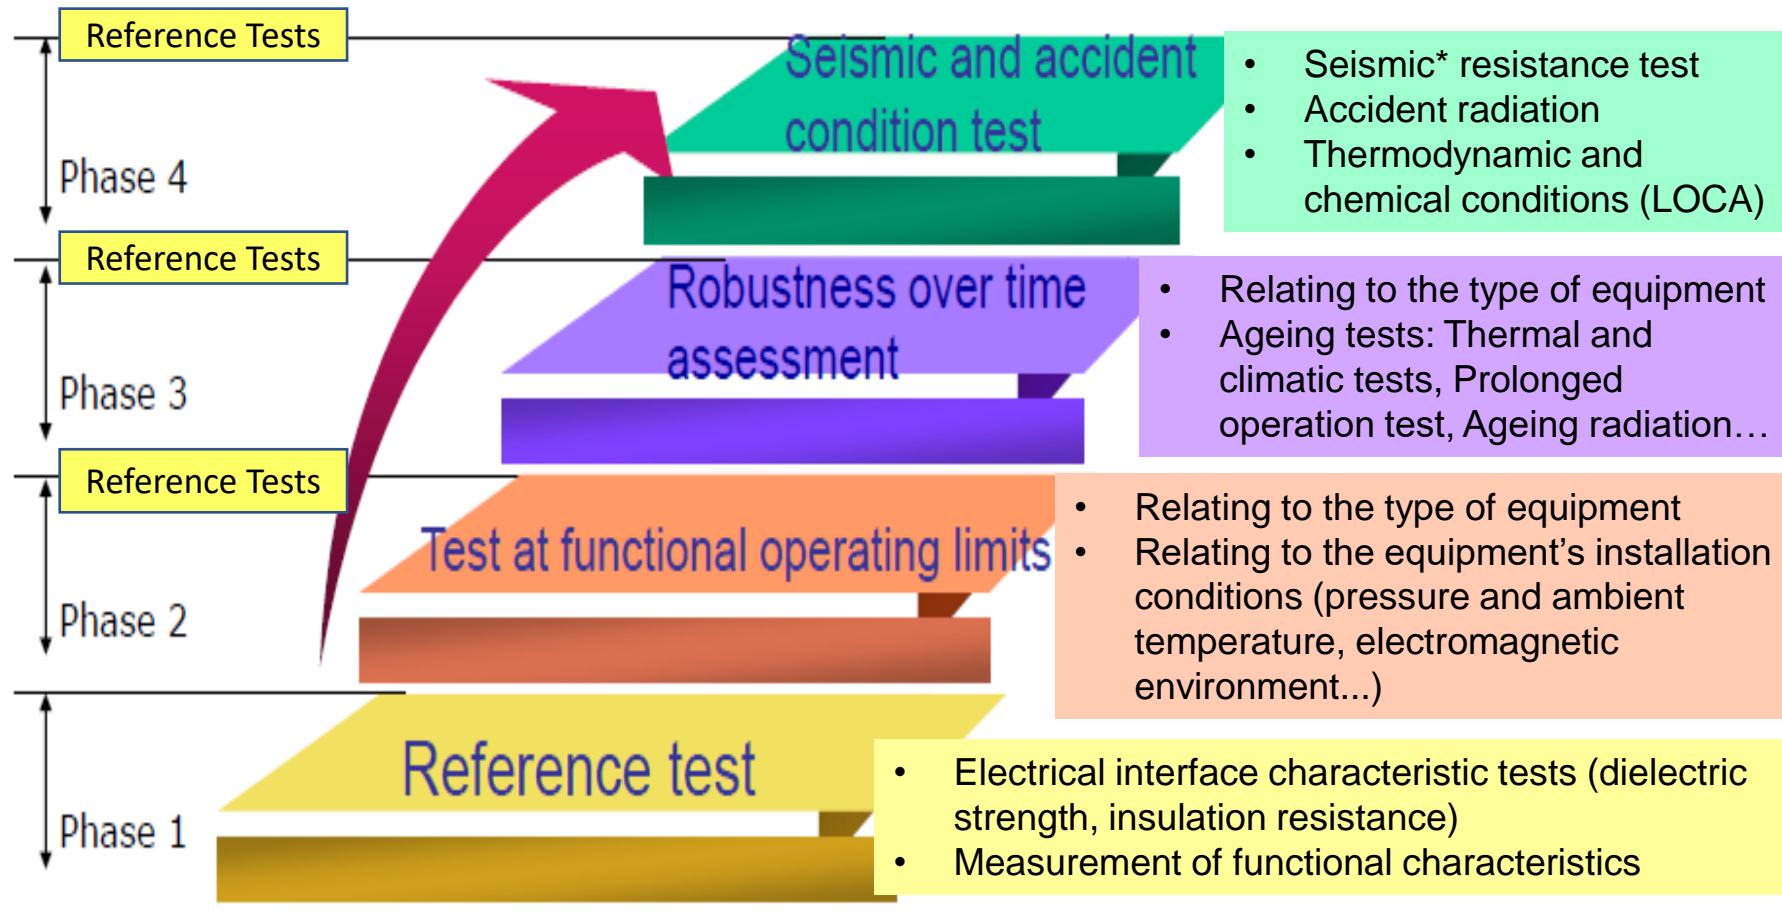 Reference Tests
Seismic and accident
condition test
• Seismic* resistance test
• Accident radiation
• Thermodynamic and
chemical conditions (LOCA)
Phase 4
Reference Tests
Robustness over time
assessment
• Relating to the type of equipment
• Ageing tests: Thermal and
climatic tests, Prolonged
operation test, Ageing radiation…
Phase 3
Reference Tests
Test at functional operating limits
• Relating to the type of equipment
• Relating to the equipment’s installation
conditions (pressure and ambient
temperature, electromagnetic
environment...)
Phase 2
Reference test
• Electrical interface characteristic tests (dielectric
strength, insulation resistance)
• Measurement of functional characteristics
Phase 1